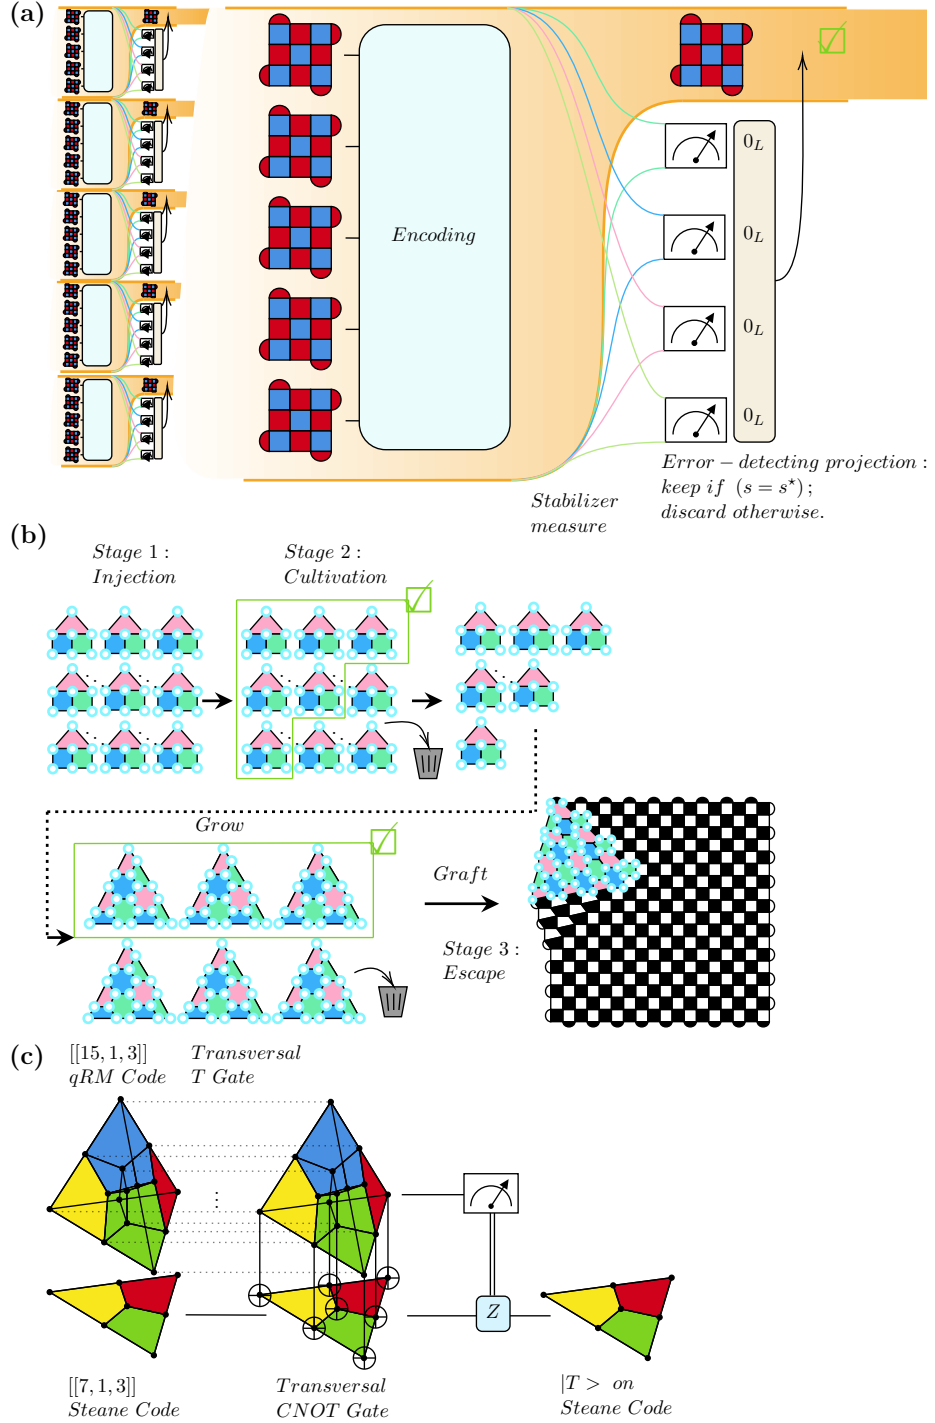 (a)
Encoding
0_L
0_L
0_L
0_L
Stabilizer
measure
Error − detecting projection :
keep if (s = s⋆) ;
discard otherwise.
(b)
Stage 1 :
Injection
Stage 2 :
Cultivation
Grow
Graft
Stage 3 :
Escape
(c)
[[15, 1, 3]]
qRM Code
Transversal
T Gate
Z
[[7, 1, 3]]
Steane Code
Transversal
CNOT Gate
|T > on
Steane Code